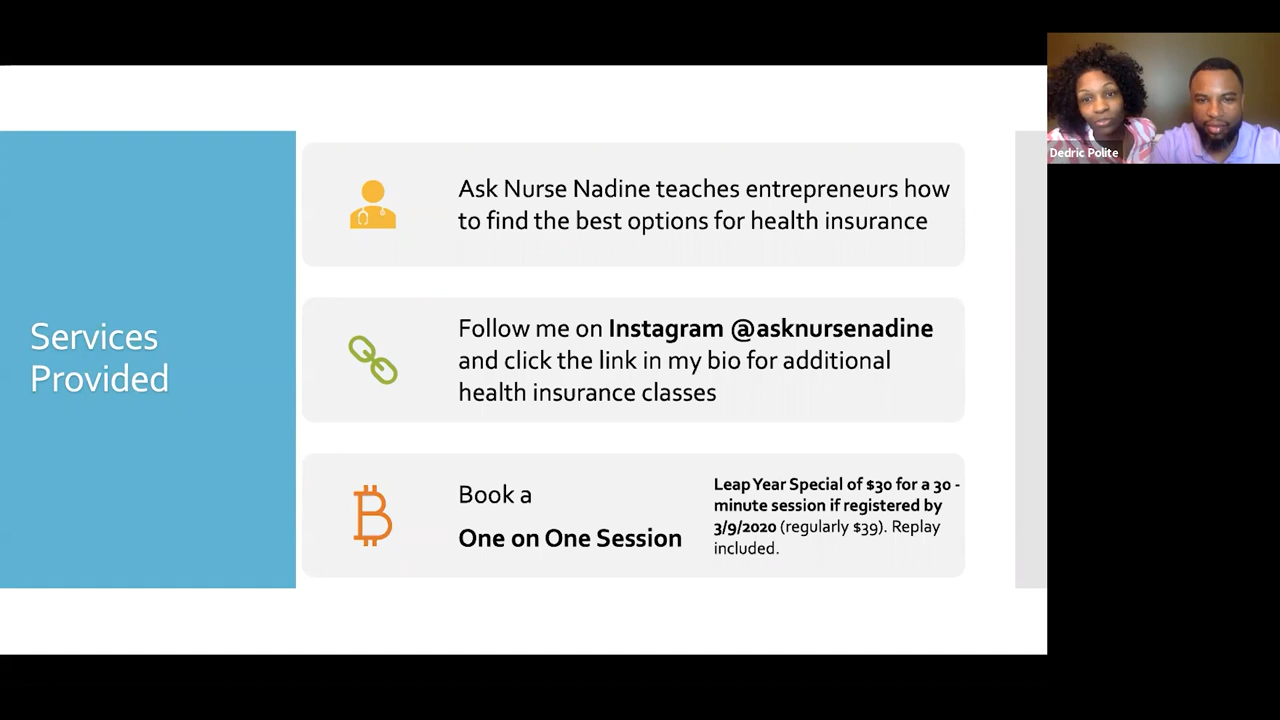 Services
Provided
Ask Nurse Nadine teaches entrepreneurs how
to find the best options for health insurance
Follow me on Instagram @asknursenadine
and click the link in my bio for additional
health insurance classes
Book a
One on One Session
Leap Year Special of $30 for a 30 -
minute session if registered by
3/9/2020 (regularly $39). Replay
included.
Dedric Polite